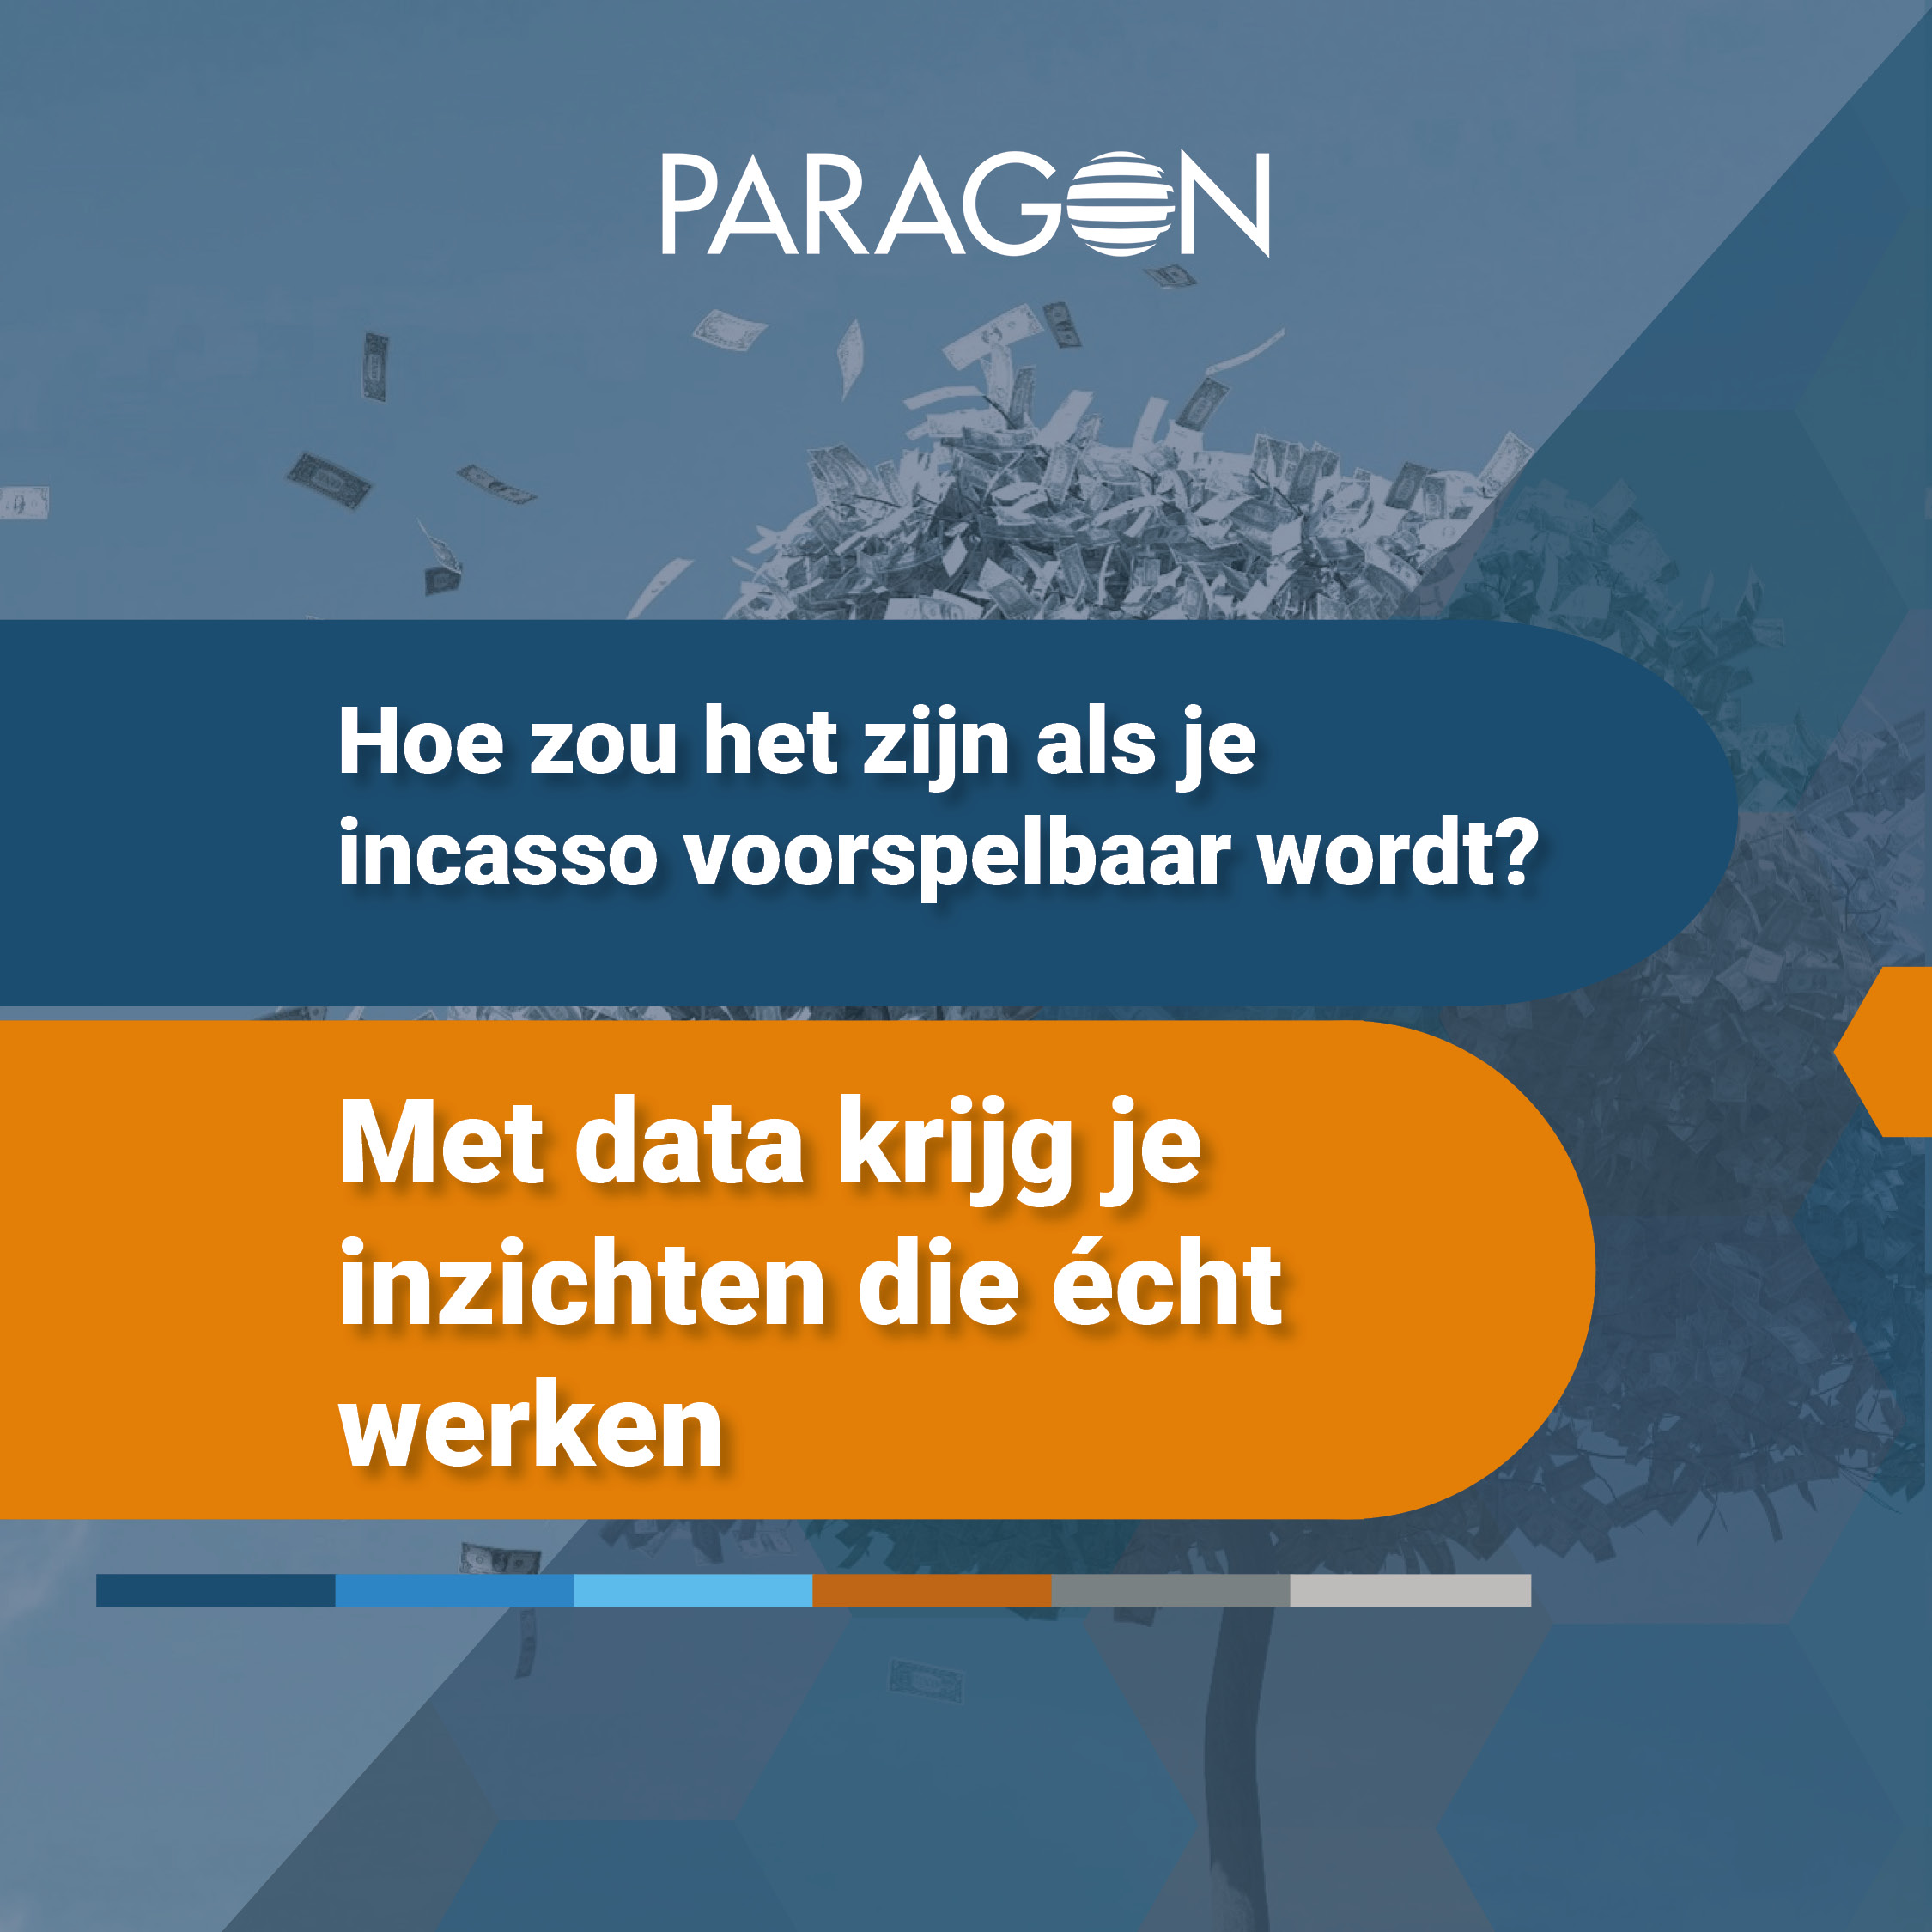 PARAGON
Hoe zou het zijn als je
incasso voorspelbaar wordt?
Met data krijg je
inzichten die écht
werken